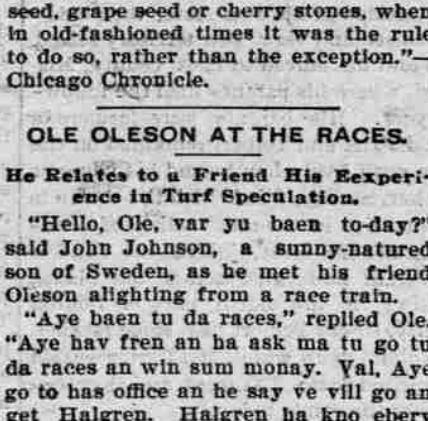 seed, grape seed or cherry stones, when
in old-fashioned times it was the rule
to do so, rather than the exception."—
Chicago Chronicle.
OLE OLESON AT THE RACES.
He Relates to a Friend His Eexperi-
ence in Turf Speculation.
"Hello, Ole, var yu baen to-day?"
said John Johnson, a sunny-natured
son of Sweden, as he met his friend
Oleson alighting from a race train.
"Aye baen tu da races," replied Ole.
"Aye hav fren an ha ask ma tu go tu
da races an win sum monay. Val, Aye
go to has office an he say ve vill go an
get Halgren. Halgren ha kno ebery